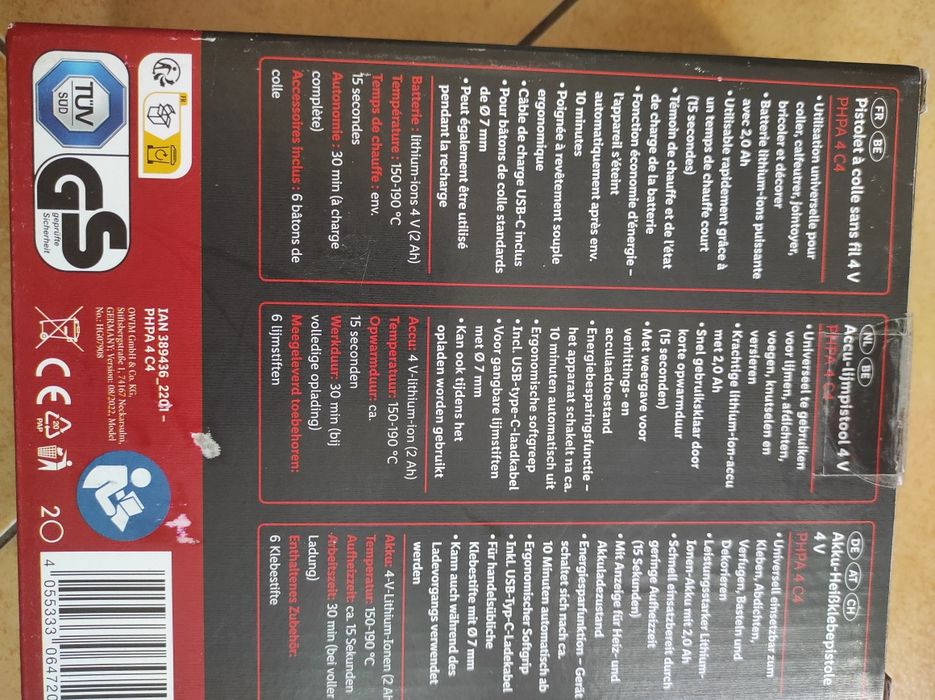 FR BE
Pistolet à colle sans fil 4 V
PHPA 4 C4
• Utilisation universelle pour
coller, calfeutrer, jointoyer,
bricoler et décorer
• Batterie lithium-ions puissante
avec 2,0 Ah
• Utilisable rapidement grâce à
un temps de chauffe court
(15 secondes)
• Témoin de chauffe et de l'état
de charge de la batterie
• Fonction économie d'énergie –
l'appareil s'éteint
automatiquement après env.
10 minutes
• Poignée à revêtement souple
ergonomique
• Câble de charge USB-C inclus
• Pour bâtons de colle standards
de Ø 7 mm
• Peut également être utilisé
pendant la recharge
Batterie : lithium-ions 4 V (2 Ah)
Température : 150-190 °C
Temps de chauffe : env.
15 secondes
Autonomie : 30 min (à charge
complète)
Accessoires inclus : 6 bâtons de
colle
NL BE
Accu-lijmpistool 4 V
PHPA 4 C4
• Universeel te gebruiken
voor lijmen, afdichten,
voegen, knutselen en
versieren
• Krachtige lithium-ion-accu
met 2,0 Ah
• Snel gebruiksklaar door
korte opwarmduur
(15 seconden)
• Met weergave voor
verhittings- en
acculaadtoestand
• Energiebesparingsfunctie –
het apparaat schakelt na ca.
10 minuten automatisch uit
• Ergonomische softgreep
• Incl. USB-type-C-laadkabel
• Voor gangbare lijmstiften
met Ø 7 mm
• Kan ook tijdens het
opladen worden gebruikt
Accu: 4 V-lithium-ion (2 Ah)
Temperatuur: 150-190 °C
Opwarmduur: ca.
15 seconden
Werkduur: 30 min (bij
volledige oplading)
Meegeleverd toebehoren:
6 lijmstiften
DE AT CH
Akku-Heißklebepistole
4 V
PHPA 4 C4
• Universell einsetzbar zum
Kleben, Abdichten,
Verfugen, Basteln und
Dekorieren
• Leistungsstarker Lithium-
Ionen-Akku mit 2,0 Ah
• Schnell einsatzbereit durch
geringe Aufheizzeit
(15 Sekunden)
• Mit Anzeige für Heiz- und
Akkuladezustand
• Energiesparfunktion – Gerät
schaltet sich nach ca.
10 Minuten automatisch ab
• Ergonomischer Softgrip
• Inkl. USB-Typ-C-Ladekabel
• Für handelsübliche
Klebestifte mit Ø 7 mm
• Kann auch während des
Ladevorgangs verwendet
werden
Akku: 4-V-Lithium-Ionen (2 Ah)
Temperatur: 150-190 °C
Aufheizzeit: ca. 15 Sekunden
Arbeitszeit: 30 min (bei voller
Ladung)
Enthaltenes Zubehör:
6 Klebestifte
FR
TÜV
SÜD
GS
geprüfte
Sicherheit
IAN 389436_2201 –
PHPA 4 C4
OWIM GmbH & Co. KG,
Stiftsbergstraße 1, 74167 Neckarsulm,
GERMANY; Version: 08/2022, Model
No.: HG07908
CE
20
PAP
20
4 055333 064720